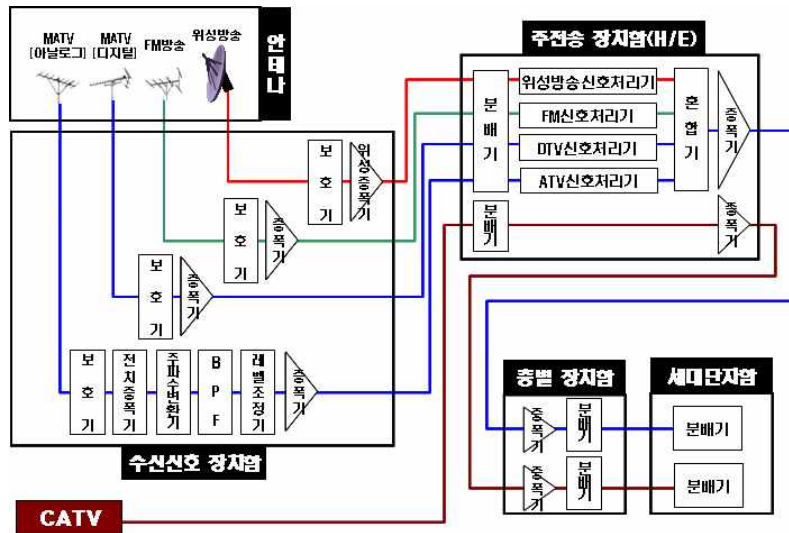 MATV
[아날로그]
MATV
[디지털]
FM방송
위성방송
안테나
보호기
위성증폭기
보호기
증폭기
보호기
증폭기
보호기
전치증폭기
주파수변환기
BPF
레벨조정기
증폭기
수신신호 장치함
CATV
주전송 장치함(H/E)
분배기
위성방송신호처리기
FM신호처리기
DTV신호처리기
ATV신호처리기
혼합기
증폭기
분배기
증폭기
층별 장치함
증폭기
분배기
증폭기
분배기
세대단자함
분배기
분배기